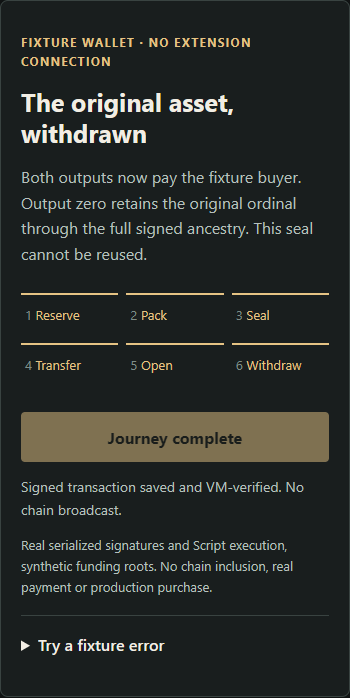 FIXTURE WALLET · NO EXTENSION
CONNECTION
The original asset,
withdrawn
Both outputs now pay the fixture buyer.
Output zero retains the original ordinal
through the full signed ancestry. This seal
cannot be reused.
1 Reserve 2 Pack 3 Seal
4 Transfer 5 Open 6 Withdraw
Journey complete
Signed transaction saved and VM-verified. No
chain broadcast.
Real serialized signatures and Script execution,
synthetic funding roots. No chain inclusion, real
payment or production purchase.
Try a fixture error